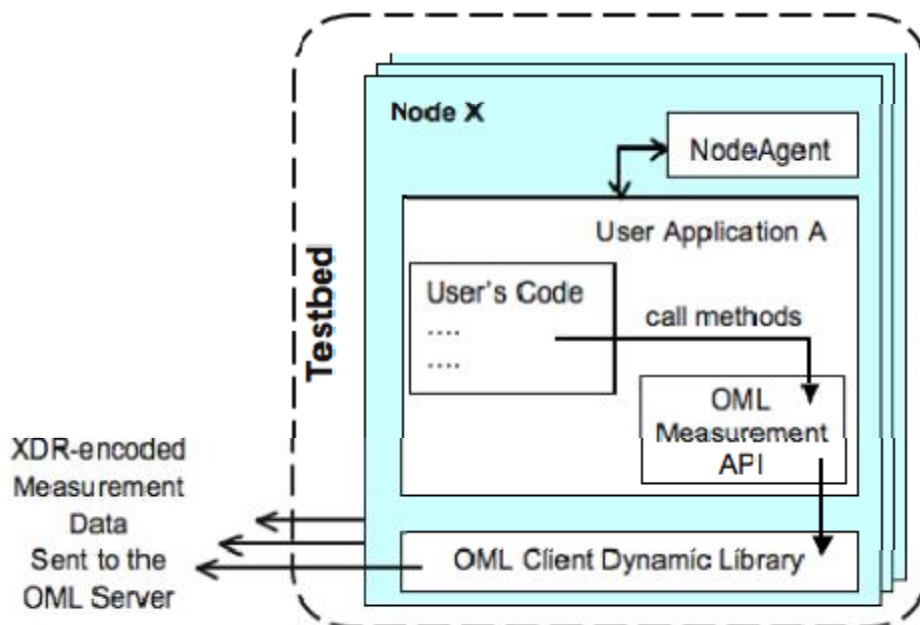 Node X
NodeAgent
User Application A
User's Code
....
....
call methods
OML
Measurement
API
OML Client Dynamic Library
Testbed
XDR-encoded
Measurement
Data
Sent to the
OML Server